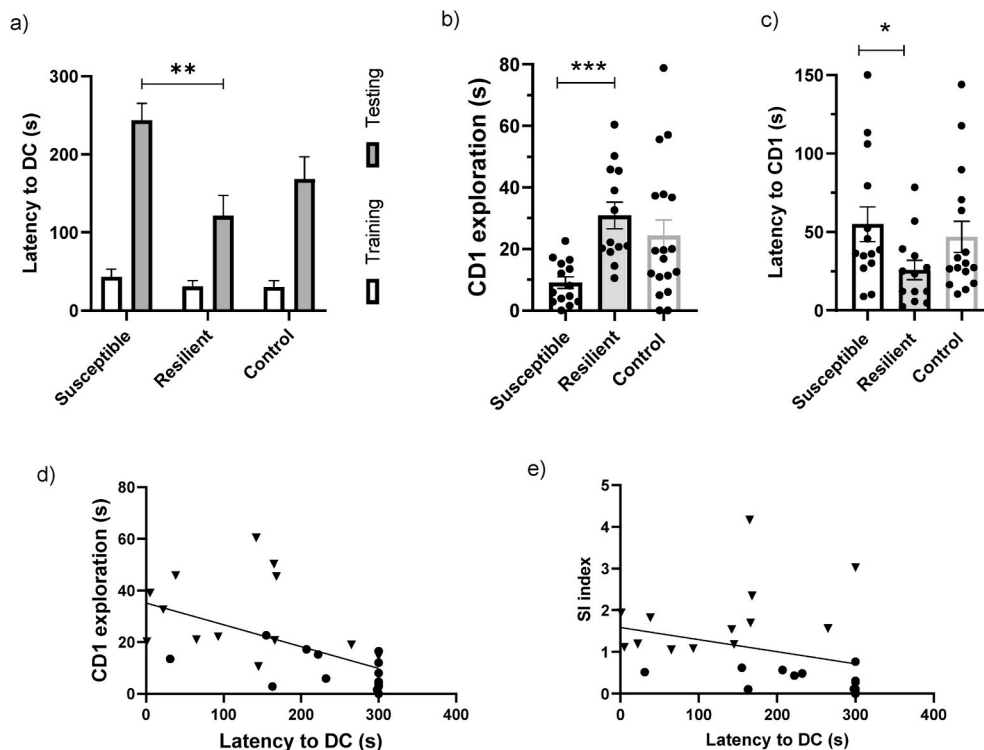 a)
**
Latency to DC (s)
300
200
100
0
Susceptible
Resilient
Control
Testing
Training
b)
***
CD1 exploration (s)
80
60
40
20
0
Susceptible
Resilient
Control
c)
*
Latency to CD1 (s)
150
100
50
0
Susceptible
Resilient
Control
d)
CD1 exploration (s)
80
60
40
20
0
0 100 200 300 400
Latency to DC (s)
e)
SI index
5
4
3
2
1
0
0 100 200 300 400
Latency to DC (s)